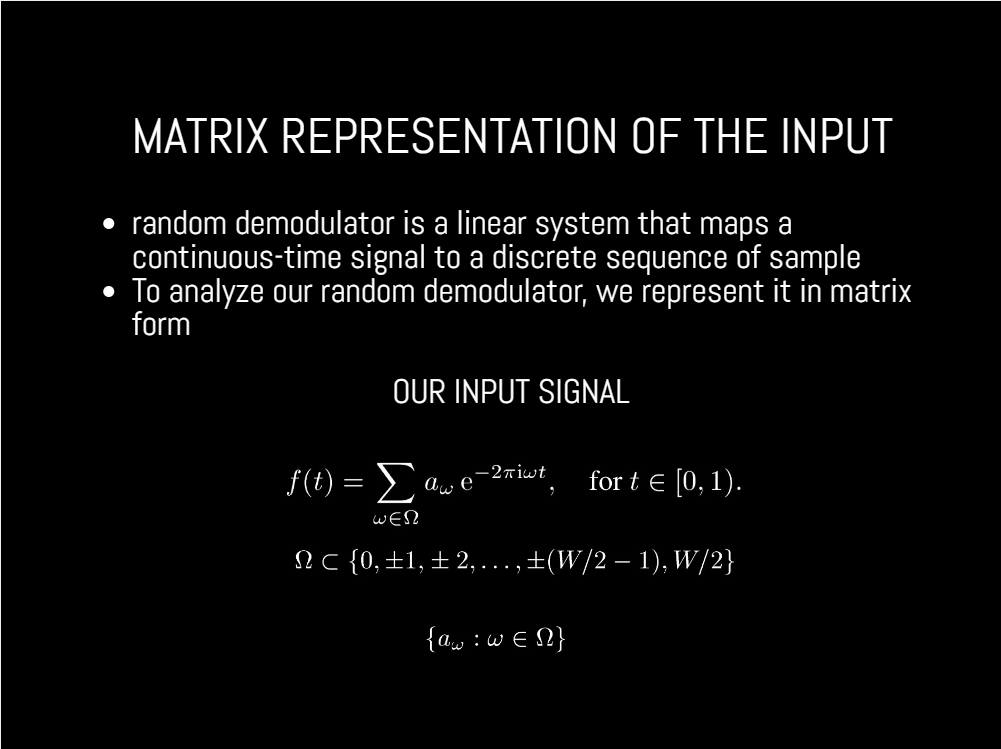 MATRIX REPRESENTATION OF THE INPUT
• random demodulator is a linear system that maps a
continuous-time signal to a discrete sequence of sample
• To analyze our random demodulator, we represent it in matrix
form
OUR INPUT SIGNAL
f(t) = ∑_{ω∈Ω} a_ω e^{−2πiωt}, for t ∈ [0, 1).
Ω ⊂ {0, ±1, ± 2, . . . , ±(W/2 − 1), W/2}
{a_ω : ω ∈ Ω}